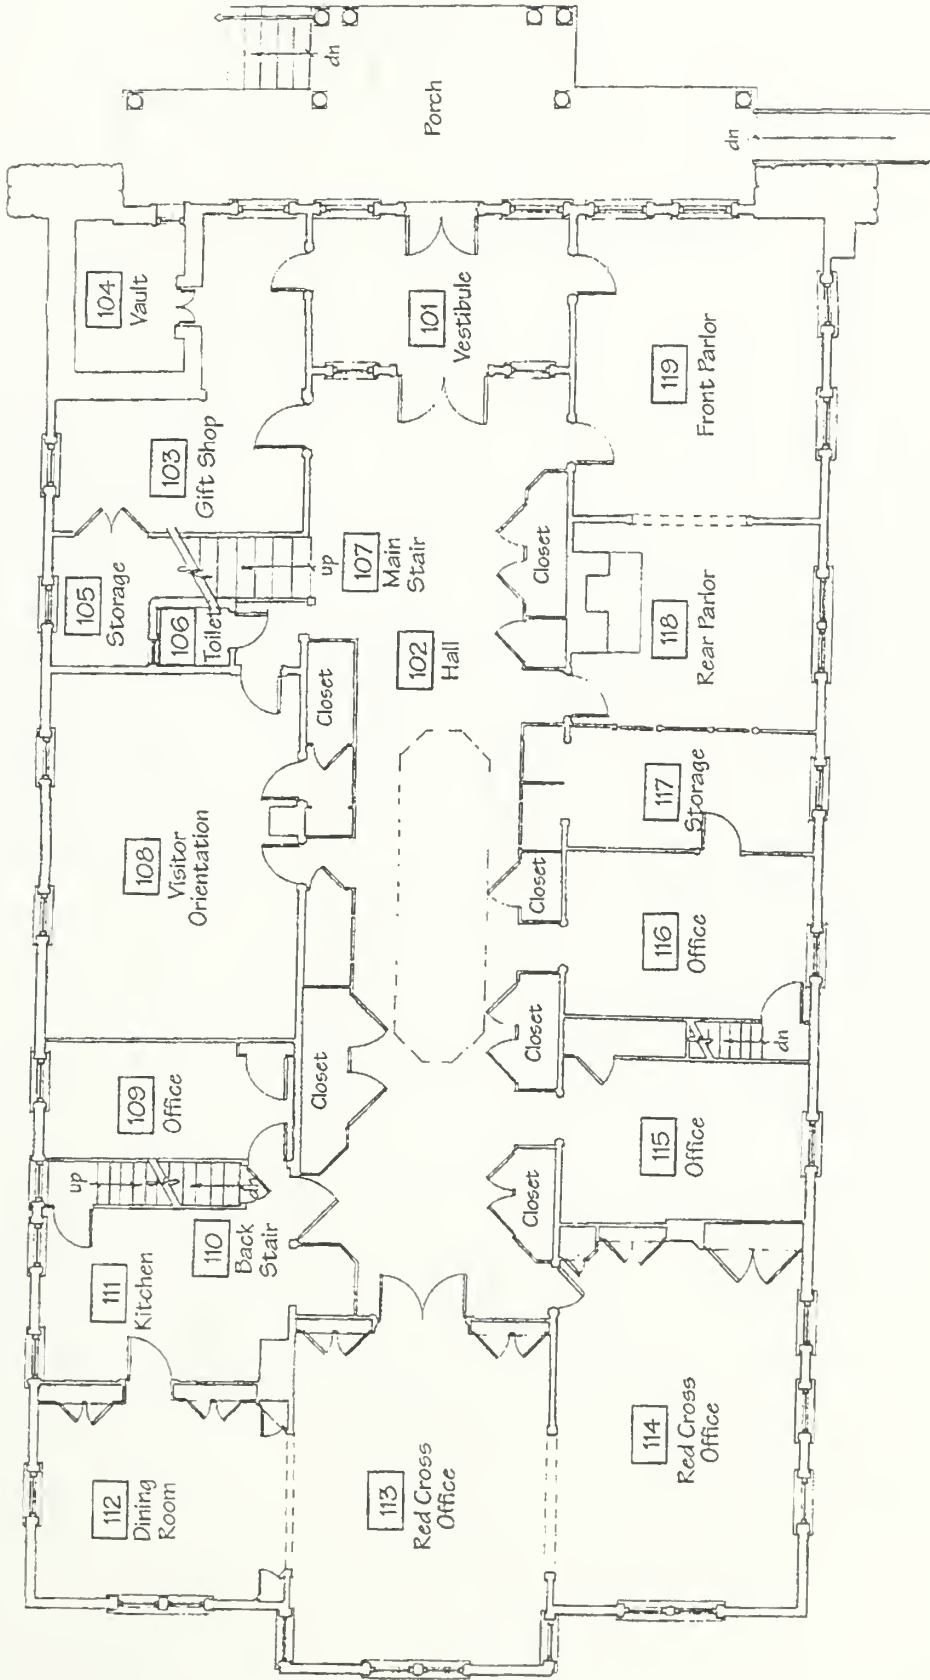 dn
Porch
dn
104
Vault
101
Vestibule
119
Front Parlor
103
Gift Shop
105
Storage
106
Toilet
up
107
Main
Stair
Closet
118
Rear Parlor
102
Hall
Closet
108
Visitor
Orientation
117
Storage
Closet
116
Office
109
Office
Closet
Closet
dn
115
Office
up
dn
110
Back
Stair
Closet
111
Kitchen
112
Dining
Room
113
Red Cross
Office
114
Red Cross
Office